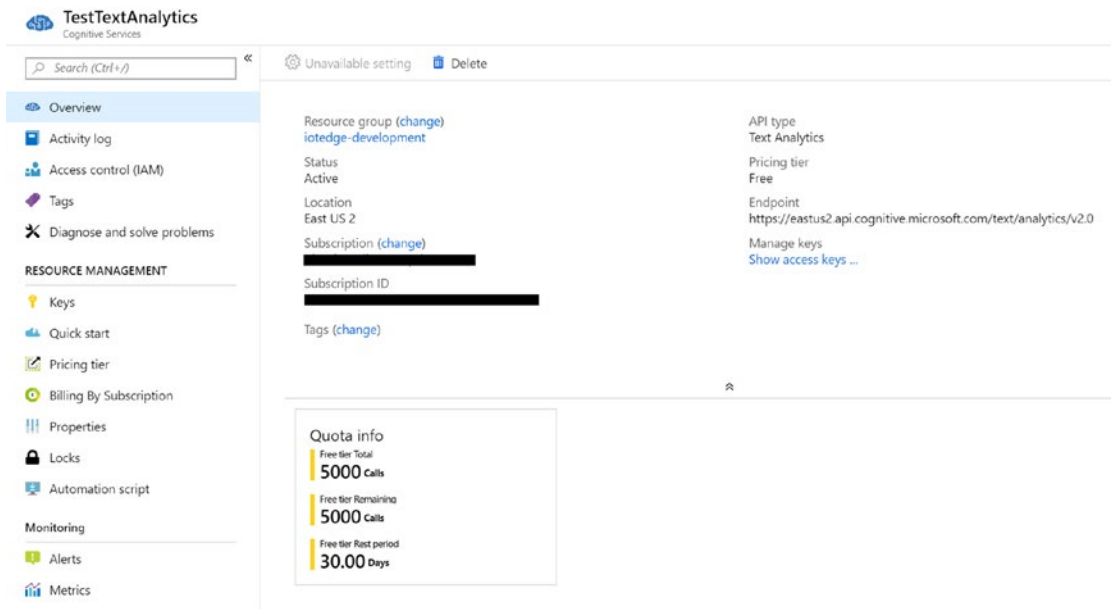 TestTextAnalytics
Cognitive Services
Search (Ctrl+/)
«
Overview
Activity log
Access control (IAM)
Tags
Diagnose and solve problems
RESOURCE MANAGEMENT
Keys
Quick start
Pricing tier
Billing By Subscription
Properties
Locks
Automation script
Monitoring
Alerts
Metrics
Unavailable setting Delete
Resource group (change)
iotedge-development
Status
Active
Location
East US 2
Subscription (change)
Subscription ID
Tags (change)
API type
Text Analytics
Pricing tier
Free
Endpoint
https://eastus2.api.cognitive.microsoft.com/text/analytics/v2.0
Manage keys
Show access keys ...
Quota info
Free tier Total
5000 Calls
Free tier Remaining
5000 Calls
Free tier Rest period
30.00 Days